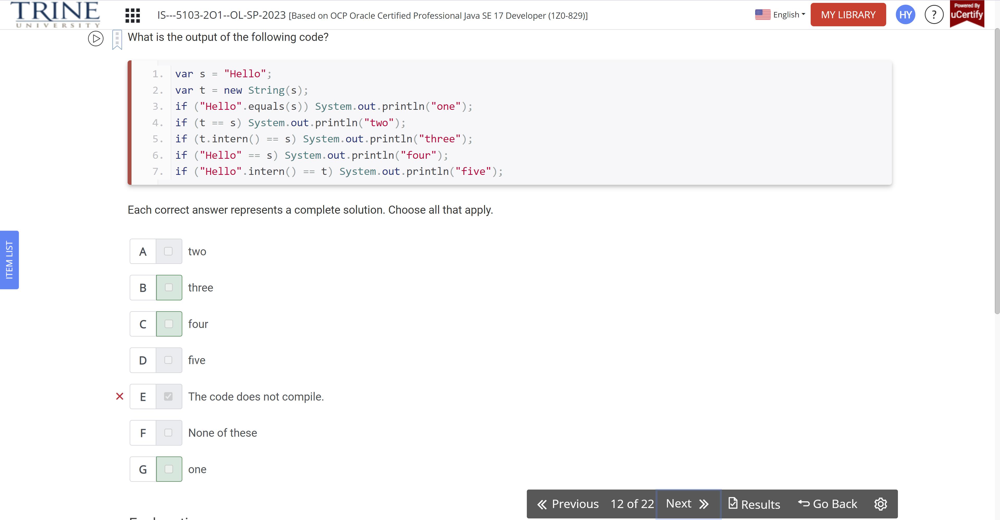 TRINE
UNIVERSITY
IS---5103-2O1--OL-SP-2023 [Based on OCP Oracle Certified Professional Java SE 17 Developer (1Z0-829)]
English
MY LIBRARY
HY
?
Powered By
uCertify
What is the output of the following code?
1. var s = "Hello";
2. var t = new String(s);
3. if ("Hello".equals(s)) System.out.println("one");
4. if (t == s) System.out.println("two");
5. if (t.intern() == s) System.out.println("three");
6. if ("Hello" == s) System.out.println("four");
7. if ("Hello".intern() == t) System.out.println("five");
Each correct answer represents a complete solution. Choose all that apply.
ITEM LIST
A two
B three
C four
D five
E The code does not compile.
F None of these
G one
Previous 12 of 22 Next Results Go Back